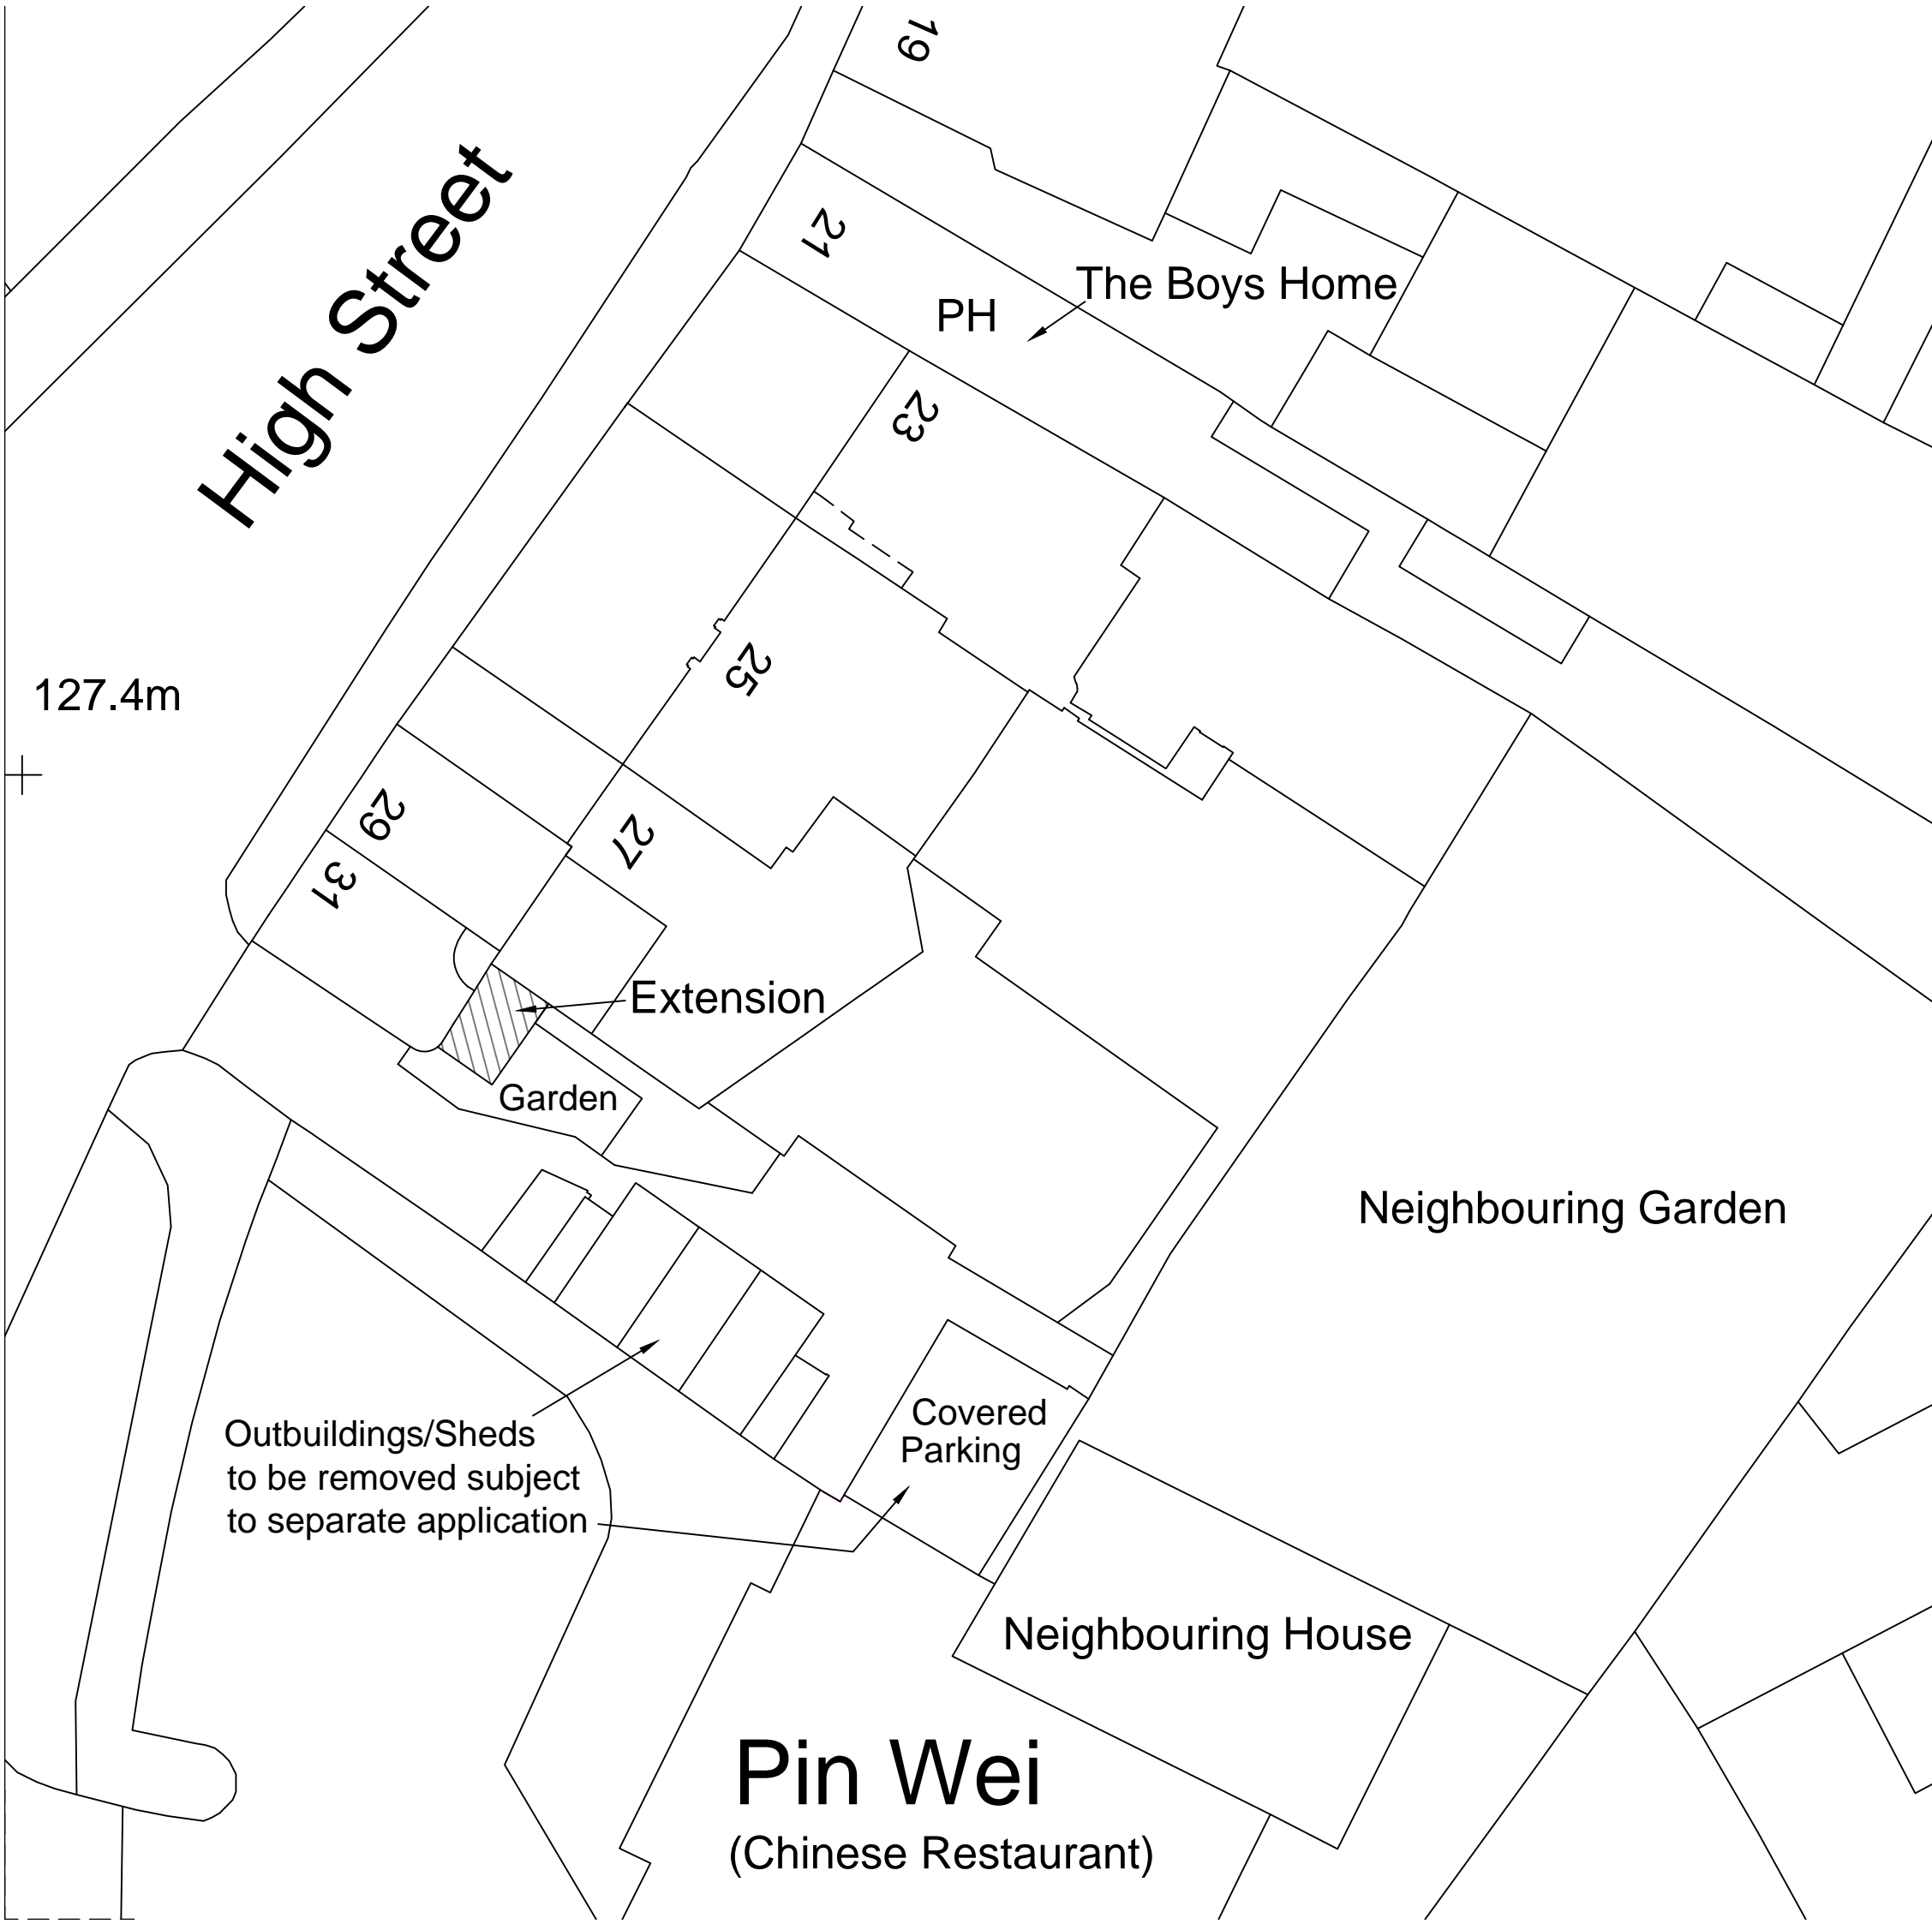 19
High Street
21
The Boys Home
PH
23
25
127.4m
29
27
31
Extension
Garden
Neighbouring Garden
Covered
Parking
Outbuildings/Sheds
to be removed subject
to separate application
Neighbouring House
Pin Wei
(Chinese Restaurant)